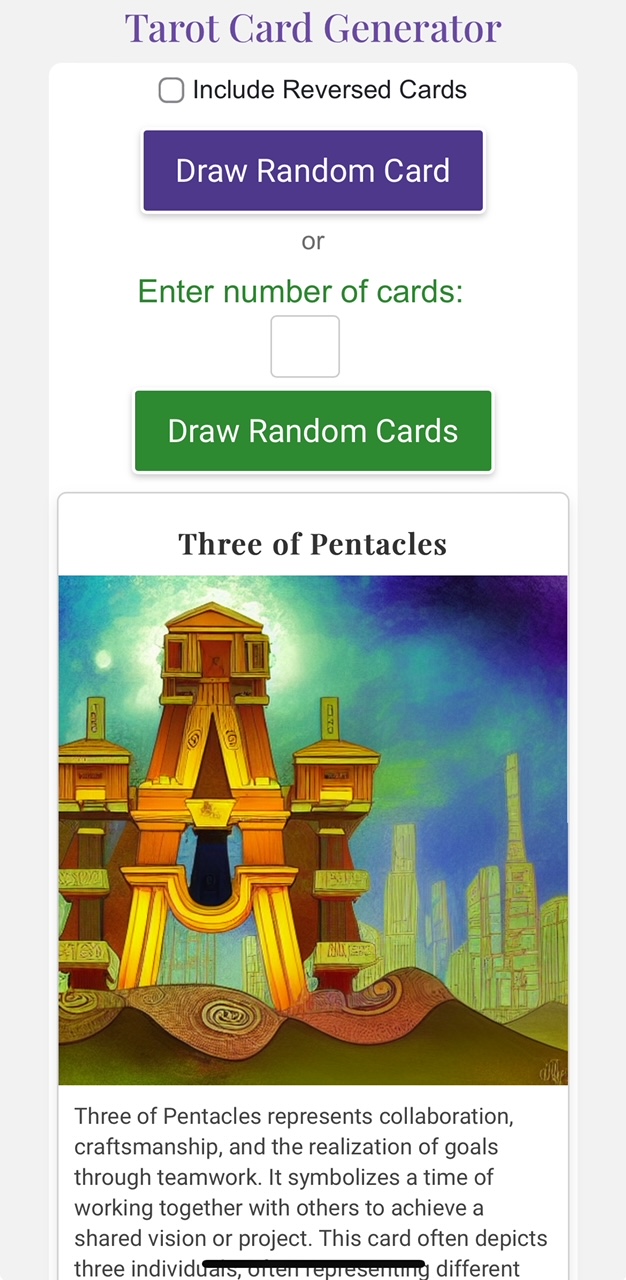 Tarot Card Generator
Include Reversed Cards
Draw Random Card
or
Enter number of cards:
Draw Random Cards
Three of Pentacles
Three of Pentacles represents collaboration,
craftsmanship, and the realization of goals
through teamwork. It symbolizes a time of
working together with others to achieve a
shared vision or project. This card often depicts
three individuals, often representing different